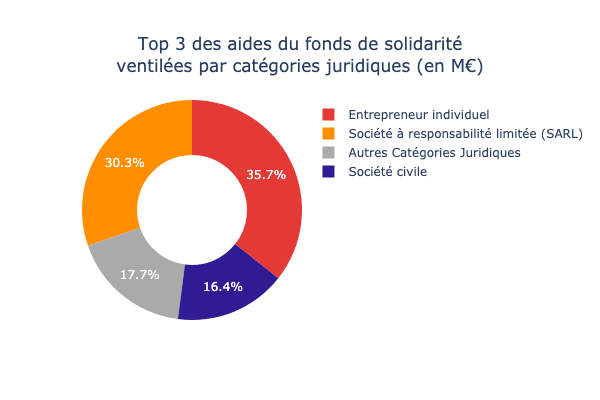 Top 3 des aides du fonds de solidarité
ventilées par catégories juridiques (en M€)
Entrepreneur individuel
Société à responsabilité limitée (SARL)
Autres Catégories Juridiques
Société civile
30.3%
35.7%
17.7%
16.4%